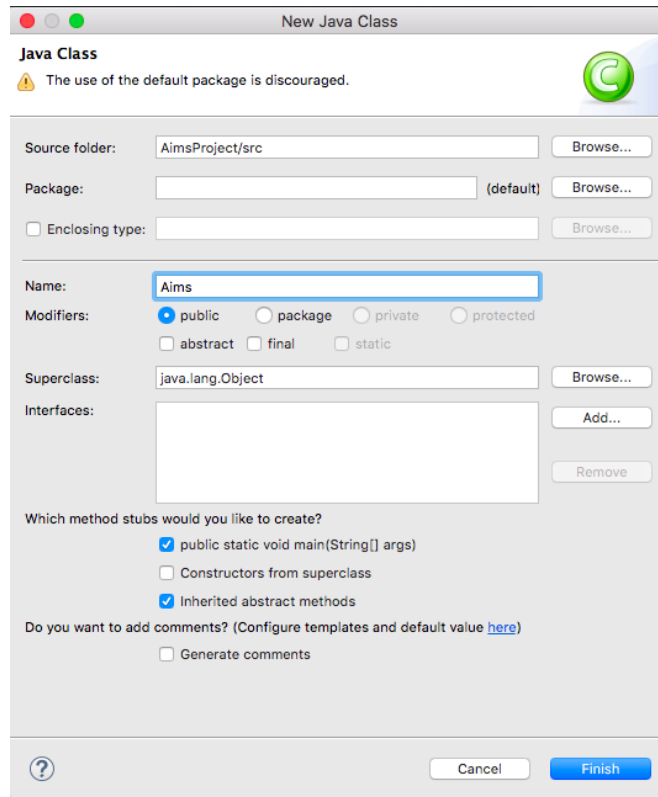 New Java Class
Java Class
The use of the default package is discouraged.
C
Source folder: AimsProject/src Browse...
Package: (default) Browse...
Enclosing type: Browse...
Name: Aims
Modifiers: public package private protected
abstract final static
Superclass: java.lang.Object Browse...
Interfaces: Add...
Remove
Which method stubs would you like to create?
public static void main(String[] args)
Constructors from superclass
Inherited abstract methods
Do you want to add comments? (Configure templates and default value here)
Generate comments
? Cancel Finish